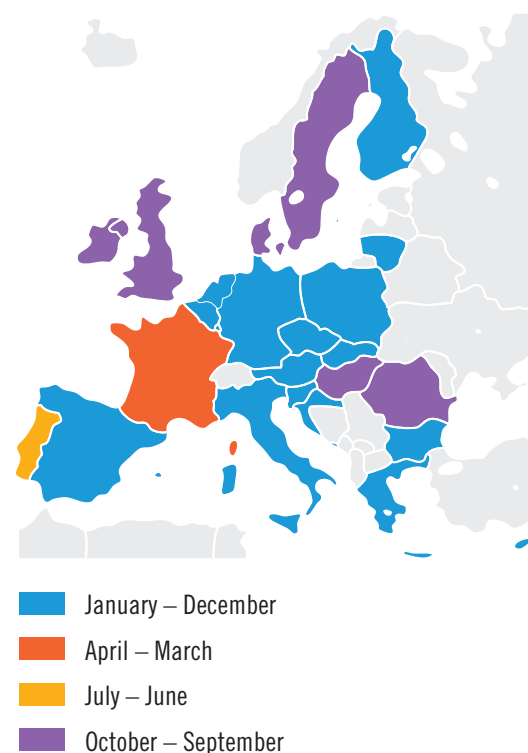 January – December
April – March
July – June
October – September